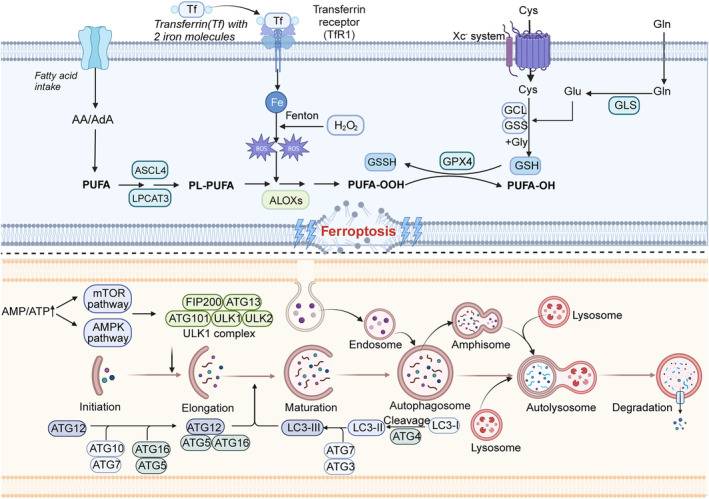 Tf
Transferrin(Tf) with
2 iron molecules
Tf
Transferrin
receptor
(TfR1)
Cys
Xc⁻ system
Gln
Fatty acid
intake
Fe
Fenton
H₂O₂
ROS
ROS
Cys
GCL
GSS
+Gly
Glu
GLS
Gln
AA/AdA
PUFA
ASCL4
LPCAT3
PL-PUFA
ALOXs
GSSH
GPX4
GSH
PUFA-OOH
PUFA-OH
Ferroptosis
AMP/ATP
mTOR
pathway
AMPK
pathway
FIP200
ATG13
ATG101
ULK1
ULK2
ULK1 complex
Endosome
Amphisome
Lysosome
Initiation
Elongation
Maturation
Autophagosome
Cleavage
Autolysosome
Degradation
Lysosome
ATG12
ATG10
ATG7
ATG16
ATG5
ATG12
ATG5
ATG16
LC3-III
LC3-II
LC3-I
ATG4
ATG7
ATG3